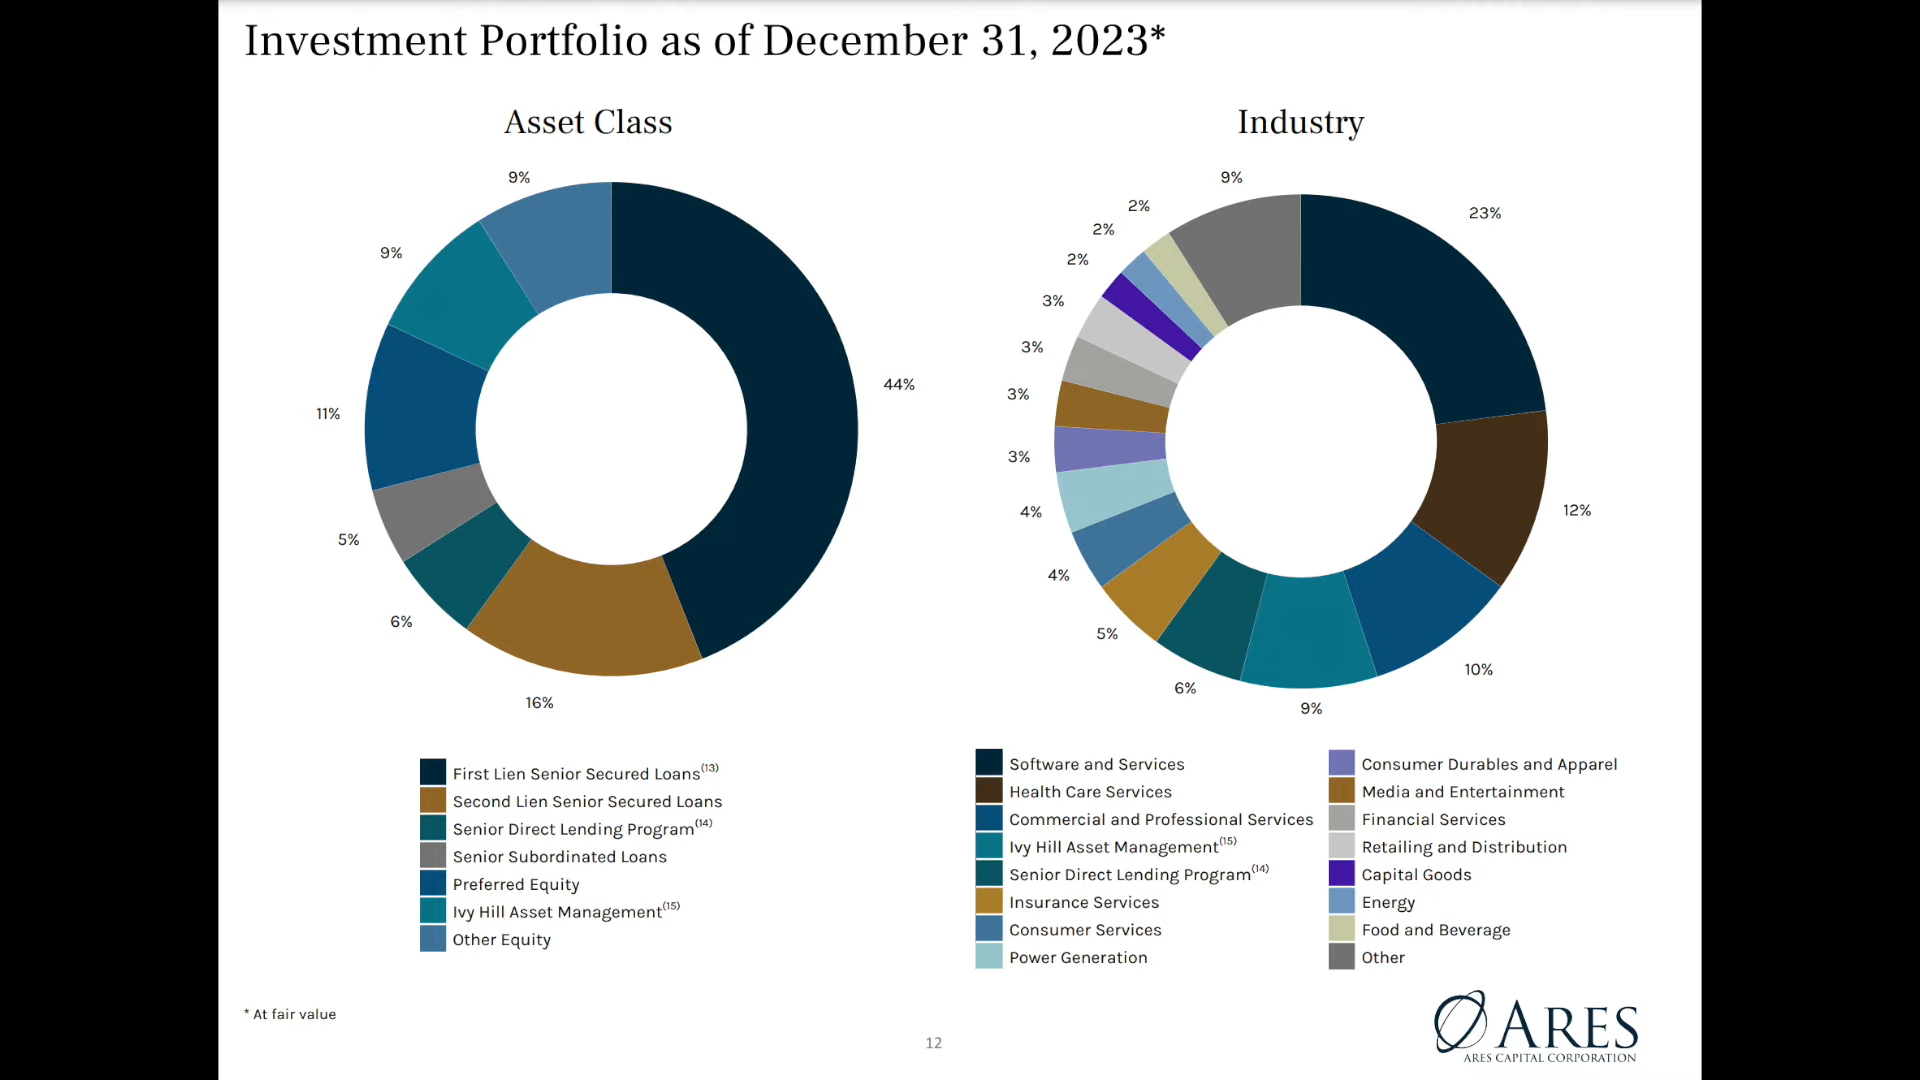 Investment Portfolio as of December 31, 2023*
Asset Class
9%
9%
11%
5%
6%
16%
44%
First Lien Senior Secured Loans(13)
Second Lien Senior Secured Loans
Senior Direct Lending Program(14)
Senior Subordinated Loans
Preferred Equity
Ivy Hill Asset Management(15)
Other Equity
Industry
9%
2%
2%
2%
3%
3%
3%
3%
4%
4%
5%
6%
9%
10%
12%
23%
Software and Services
Health Care Services
Commercial and Professional Services
Ivy Hill Asset Management(15)
Senior Direct Lending Program(14)
Insurance Services
Consumer Services
Power Generation
Consumer Durables and Apparel
Media and Entertainment
Financial Services
Retailing and Distribution
Capital Goods
Energy
Food and Beverage
Other
* At fair value
12
ARES
ARES CAPITAL CORPORATION